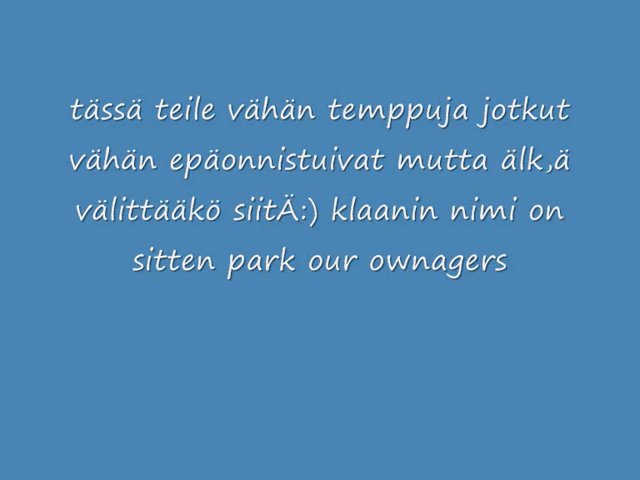 tässä teile vähän temppuja jotkut
vähän epäonnistuivat mutta älk,ä
välittääkö siitÄ:) klaanin nimi on
sitten park our ownagers